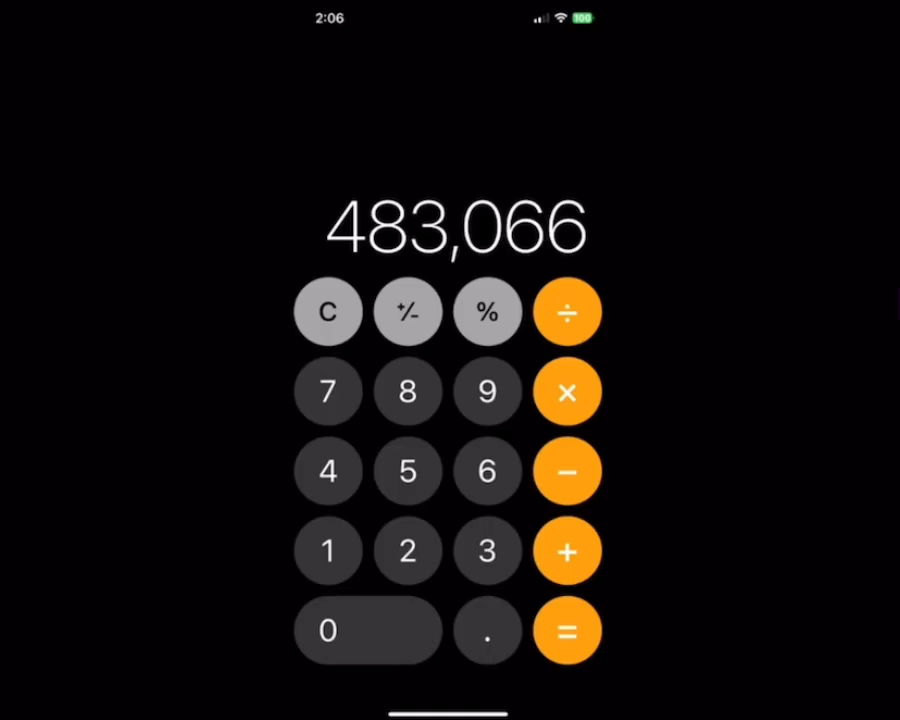 2:06 100
483,066
C +/- % ÷
7 8 9 ×
4 5 6 −
1 2 3 +
0 . =